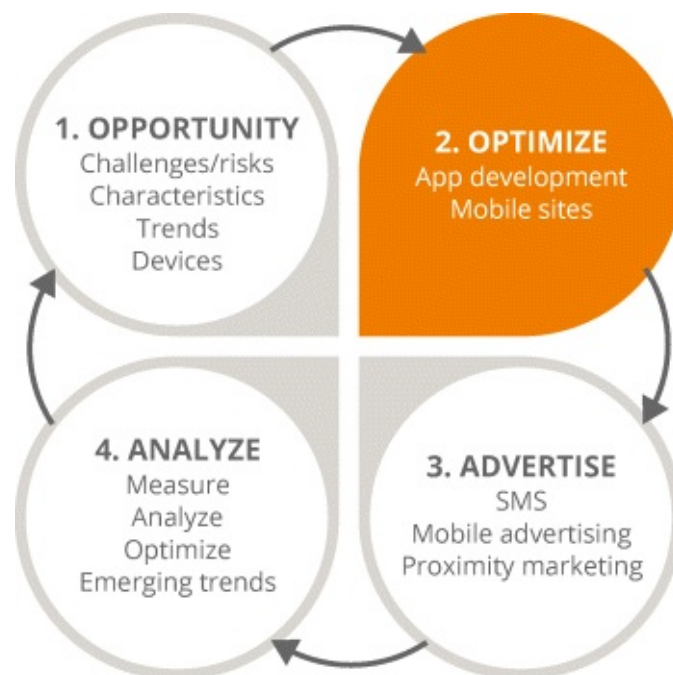 1. OPPORTUNITY
Challenges/risks
Characteristics
Trends
Devices
2. OPTIMIZE
App development
Mobile sites
3. ADVERTISE
SMS
Mobile advertising
Proximity marketing
4. ANALYZE
Measure
Analyze
Optimize
Emerging trends